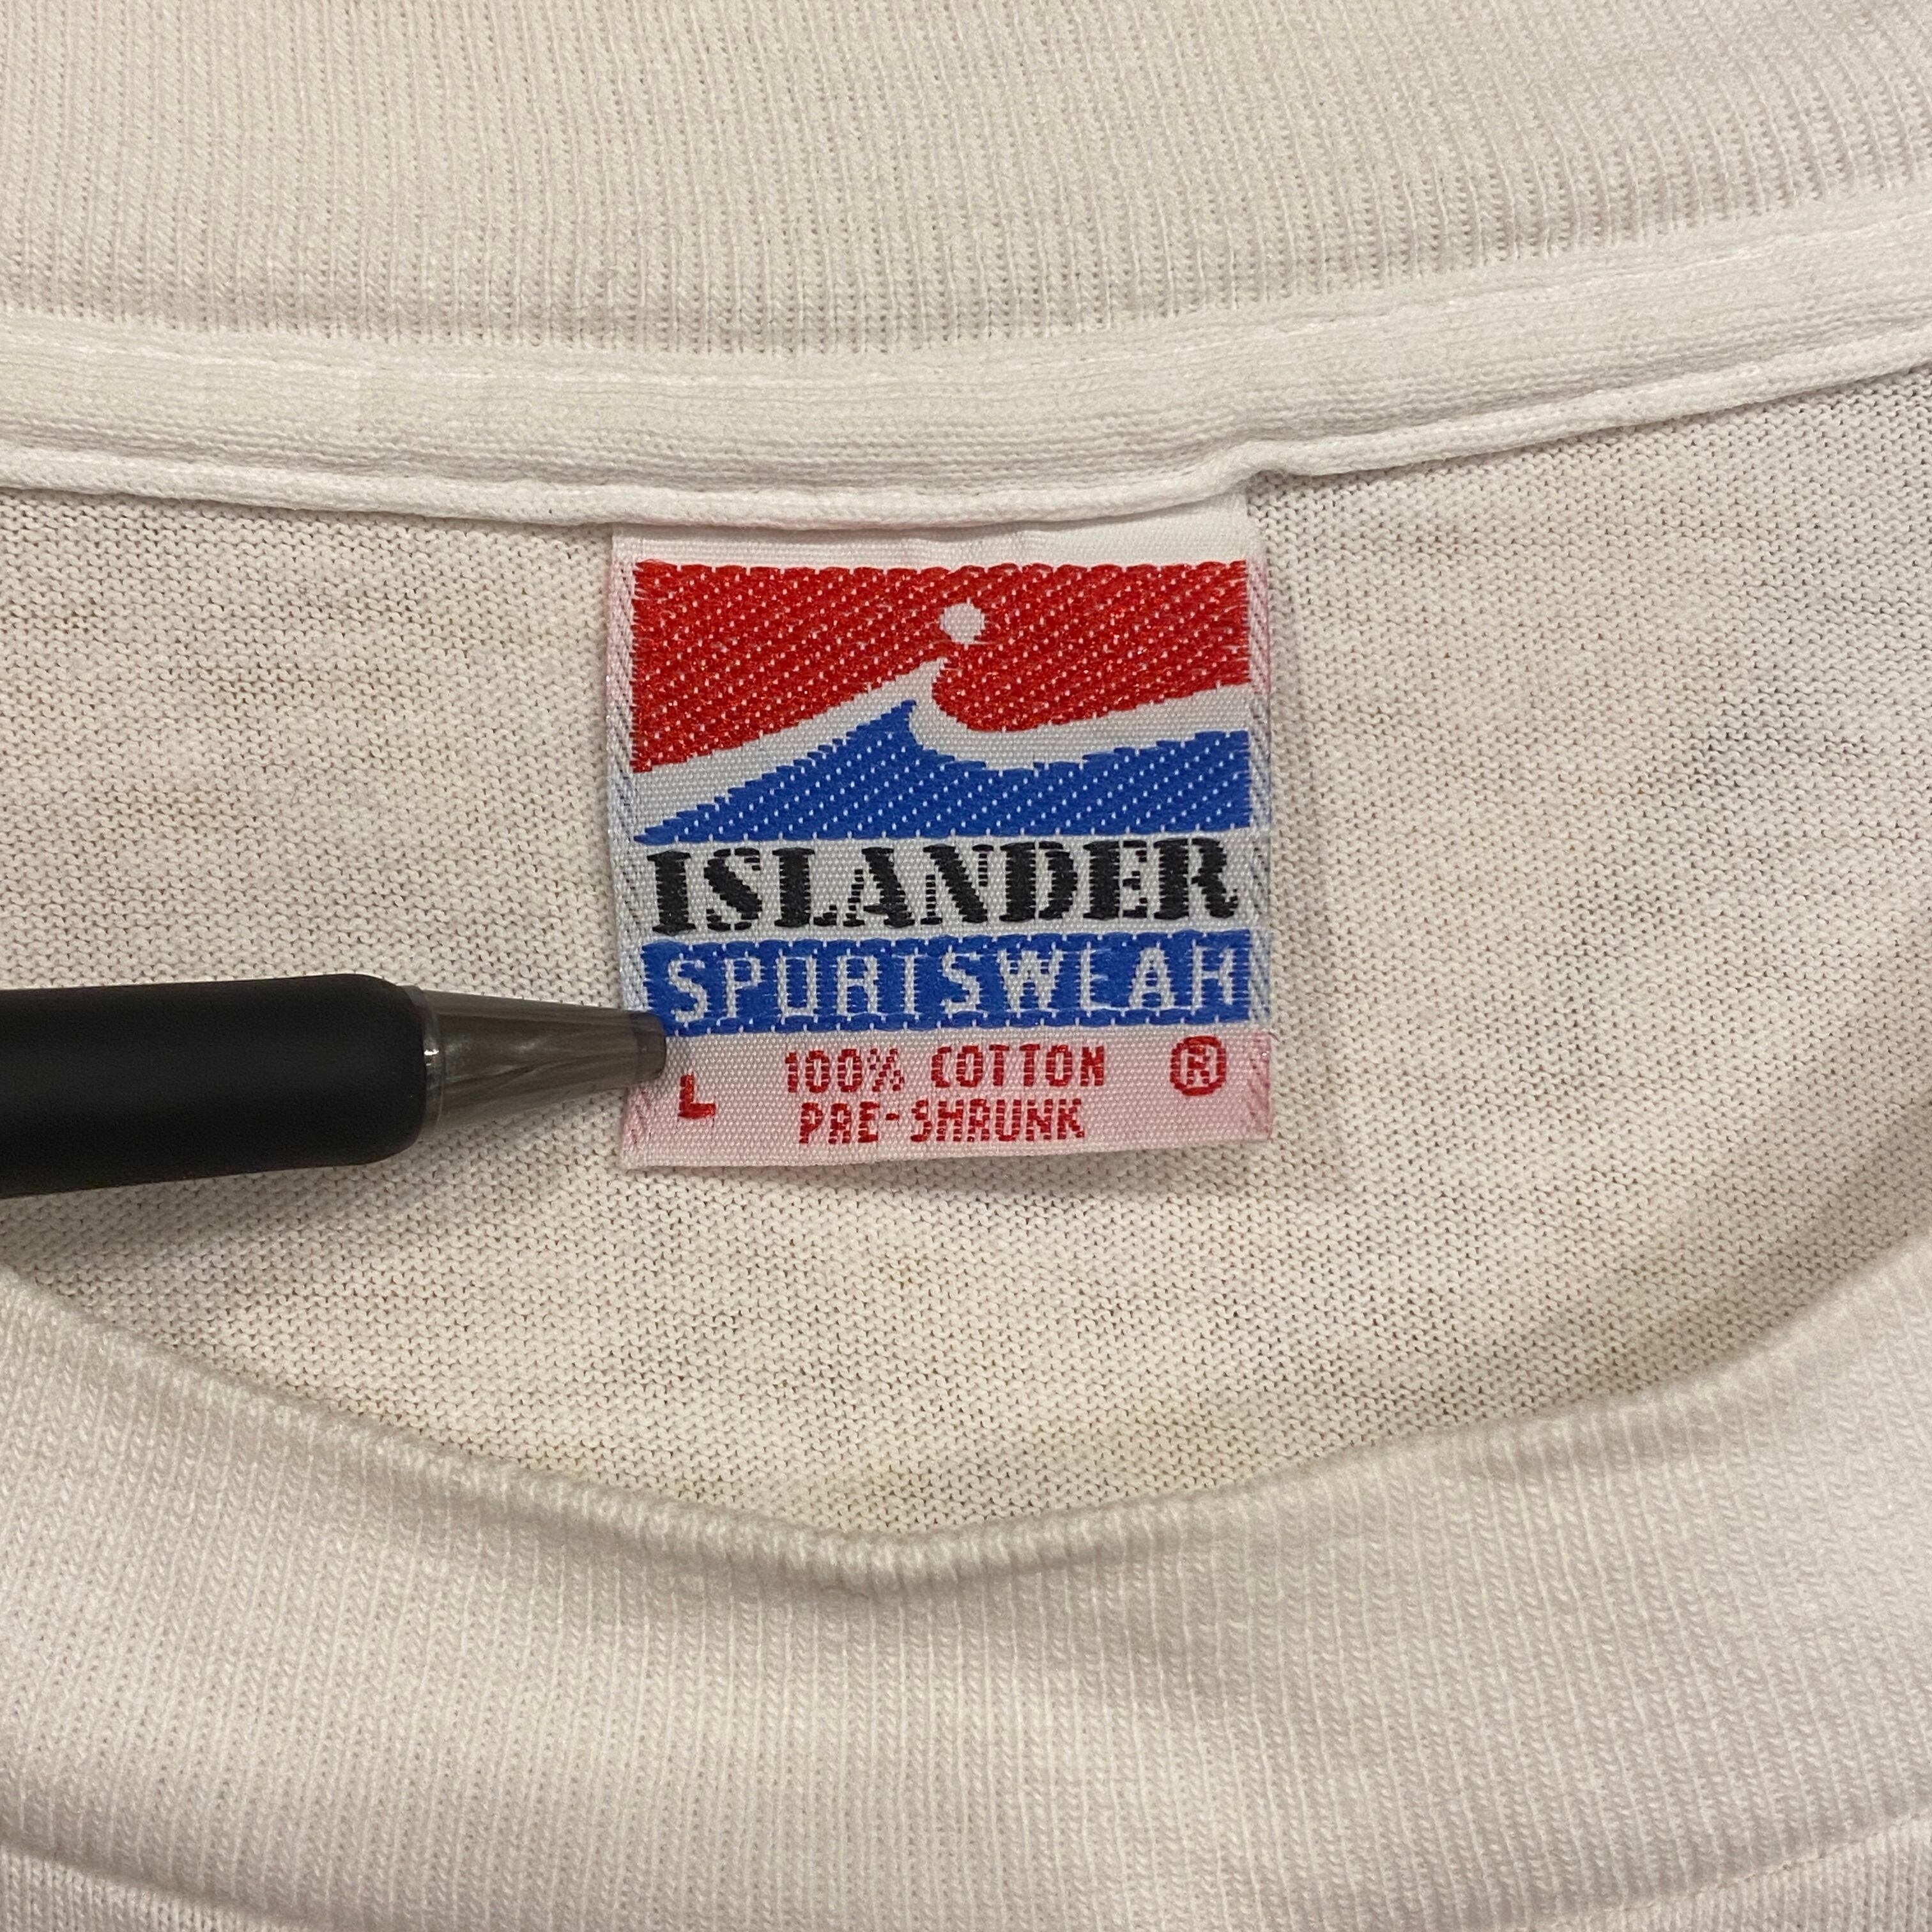 ISLANDER
SPORTSWEAR
100% COTTON ®
L
PRE-SHRUNK